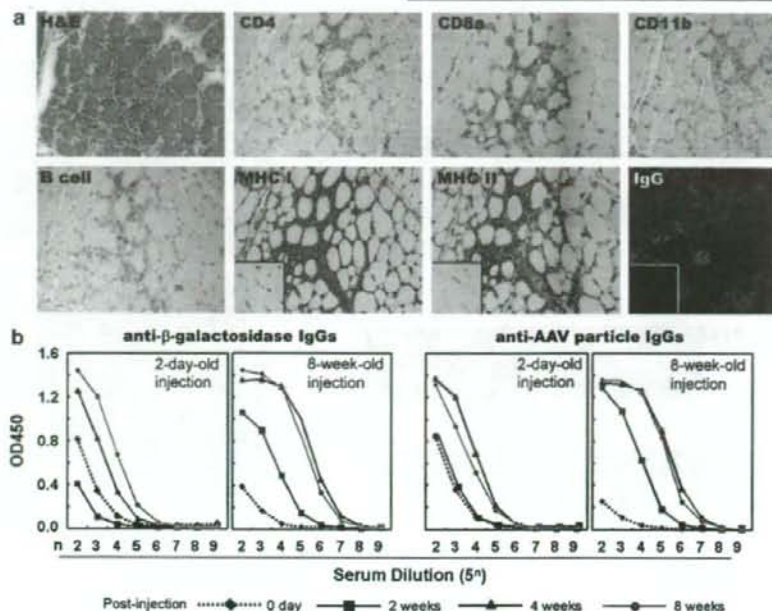 a
H&E CD4 CD8a CD11b
B cell MHC I MHC II IgG
b
anti-β-galactosidase IgGs anti-AAV particle IgGs
2-day-old injection
8-week-old injection
2-day-old injection
8-week-old injection
OD450
1.6
1.2
0.8
0.4
0.0
n 2 3 4 5 6 7 8 9 2 3 4 5 6 7 8 9 2 3 4 5 6 7 8 9 2 3 4 5 6 7 8 9
Serum Dilution (5ⁿ)
Post-injection 0 day 2 weeks 4 weeks 8 weeks